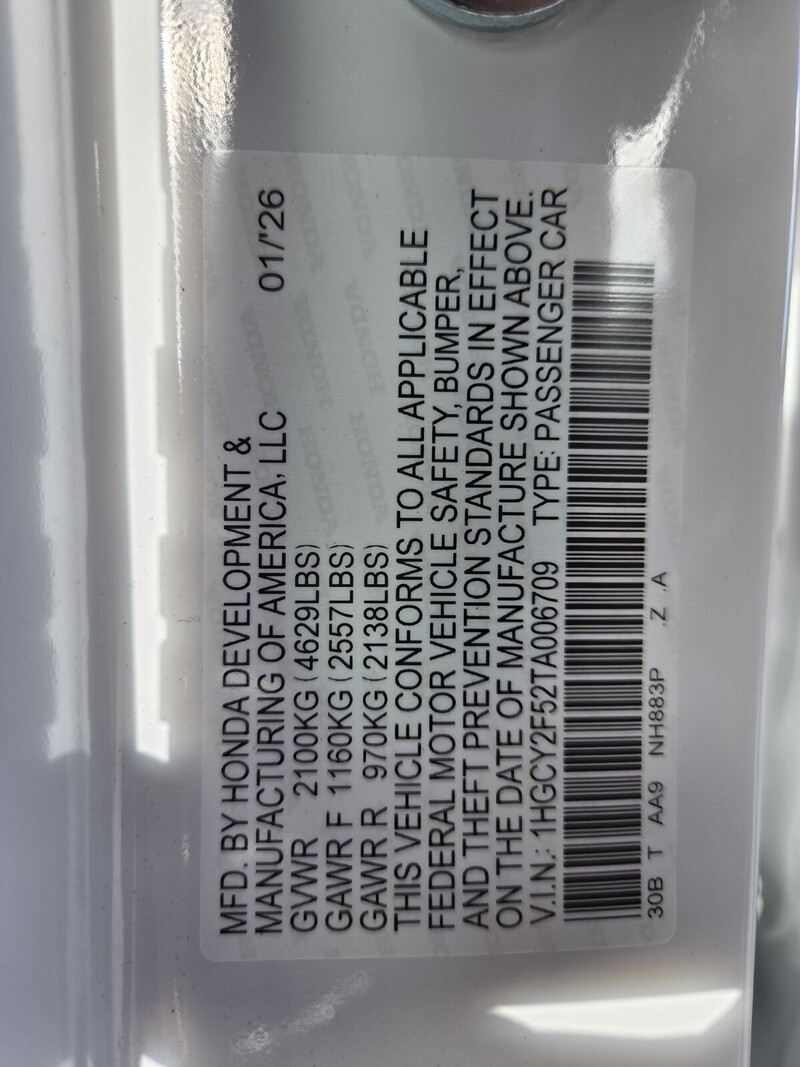 MFD. BY HONDA DEVELOPMENT &
MANUFACTURING OF AMERICA, LLC 01/'26
GVWR 2100KG (4629LBS)
GAWR F 1160KG (2557LBS)
GAWR R 970KG (2138LBS)
THIS VEHICLE CONFORMS TO ALL APPLICABLE
FEDERAL MOTOR VEHICLE SAFETY, BUMPER,
AND THEFT PREVENTION STANDARDS IN EFFECT
ON THE DATE OF MANUFACTURE SHOWN ABOVE.
V.I.N.: 1HGCY2F52TA006709 TYPE: PASSENGER CAR
30B T AA9 NH883P .Z .A